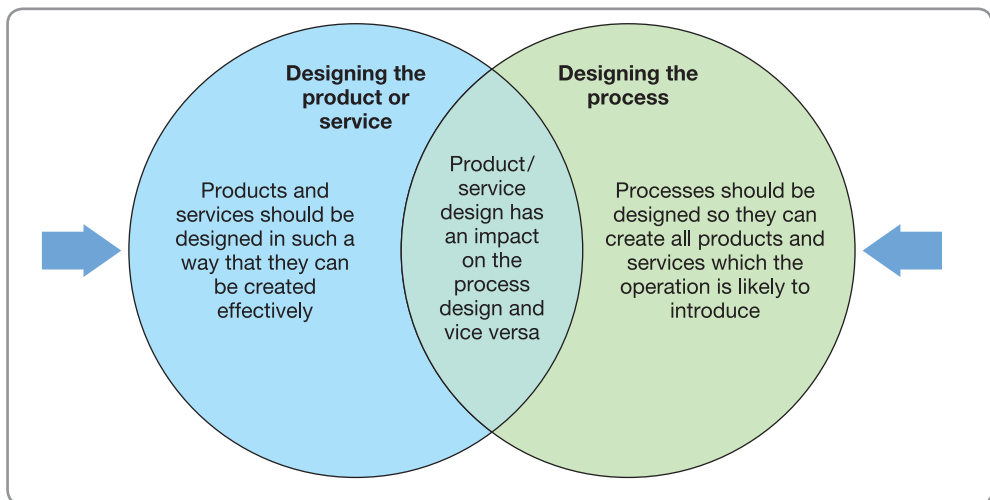 Designing the
product or
service
Products and
services should be
designed in such a
way that they can
be created
effectively
Product/
service
design has
an impact
on the
process
design and
vice versa
Designing the
process
Processes should be
designed so they can
create all products and
services which the
operation is likely to
introduce